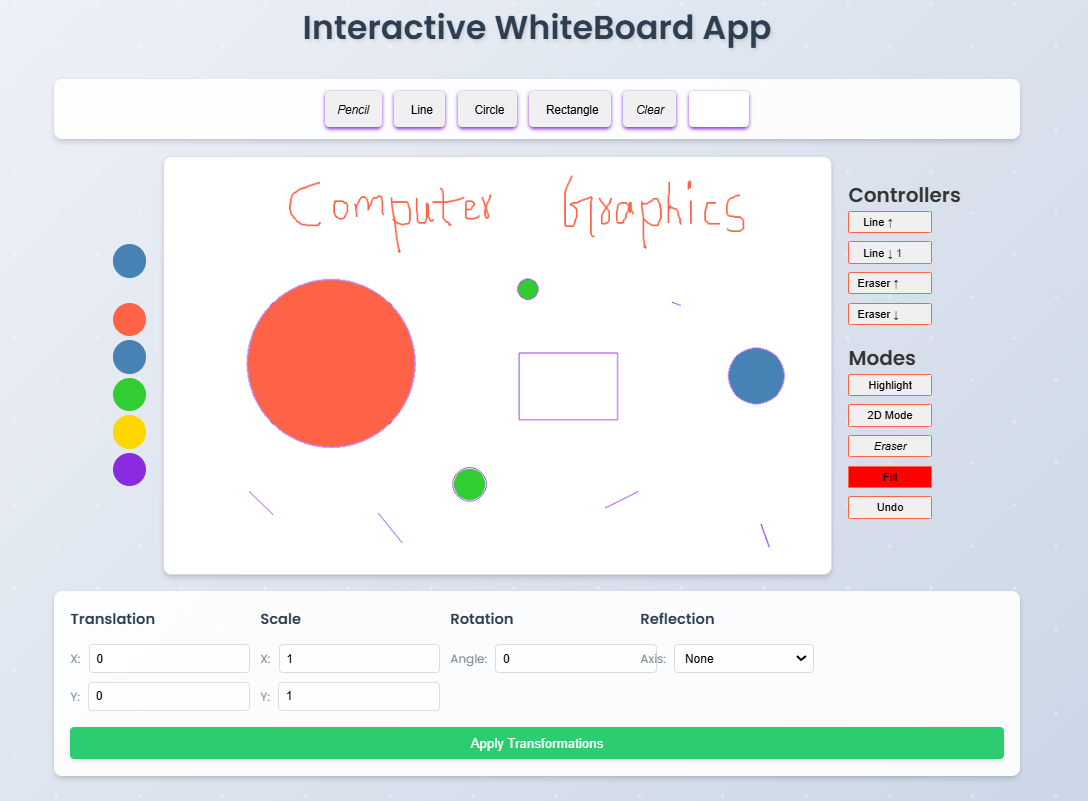 Interactive WhiteBoard App
Pencil Line Circle Rectangle Clear
Computer Graphics
Controllers
Line ↑
Line ↓ 1
Eraser ↑
Eraser ↓
Modes
Highlight
2D Mode
Eraser
Fill
Undo
Translation Scale Rotation Reflection
X: 0 X: 1 Angle: 0 Axis: None
Y: 0 Y: 1
Apply Transformations